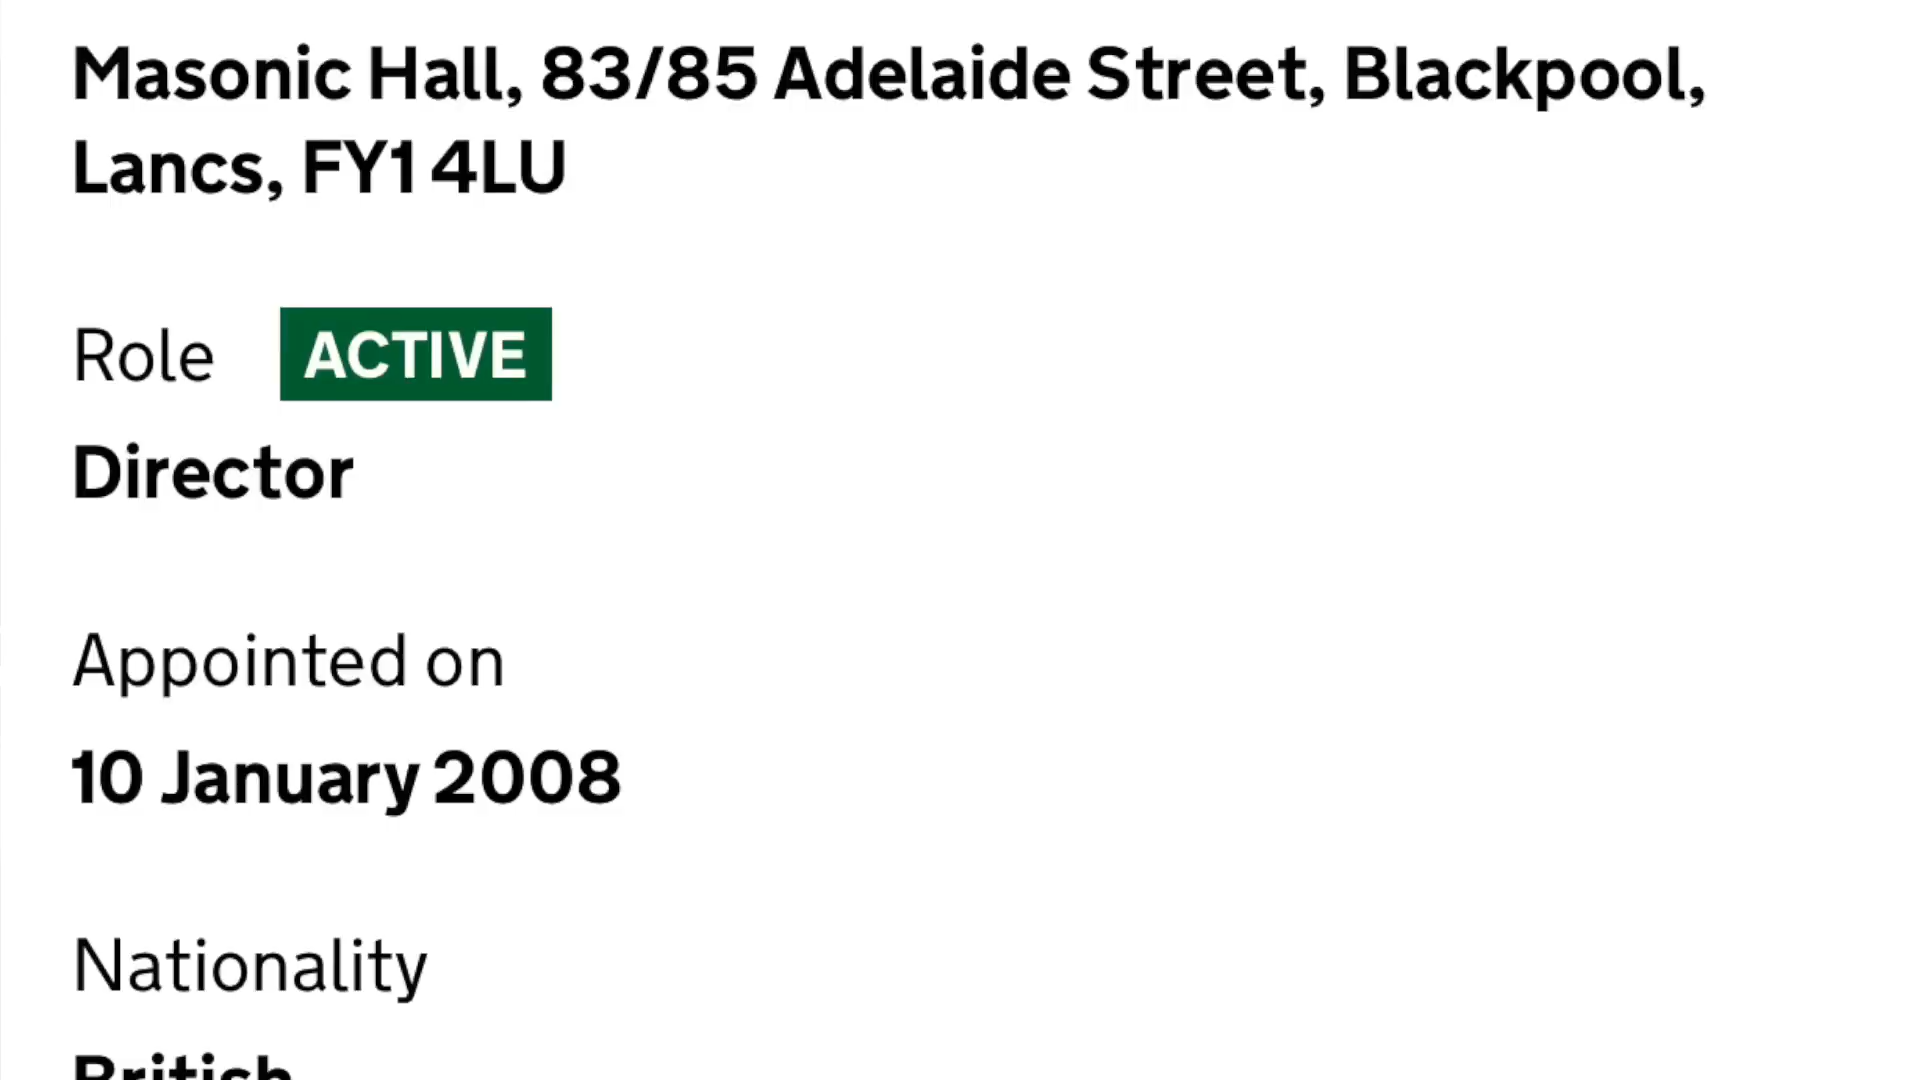 Masonic Hall, 83/85 Adelaide Street, Blackpool,
Lancs, FY1 4LU
Role ACTIVE
Director
Appointed on
10 January 2008
Nationality
British